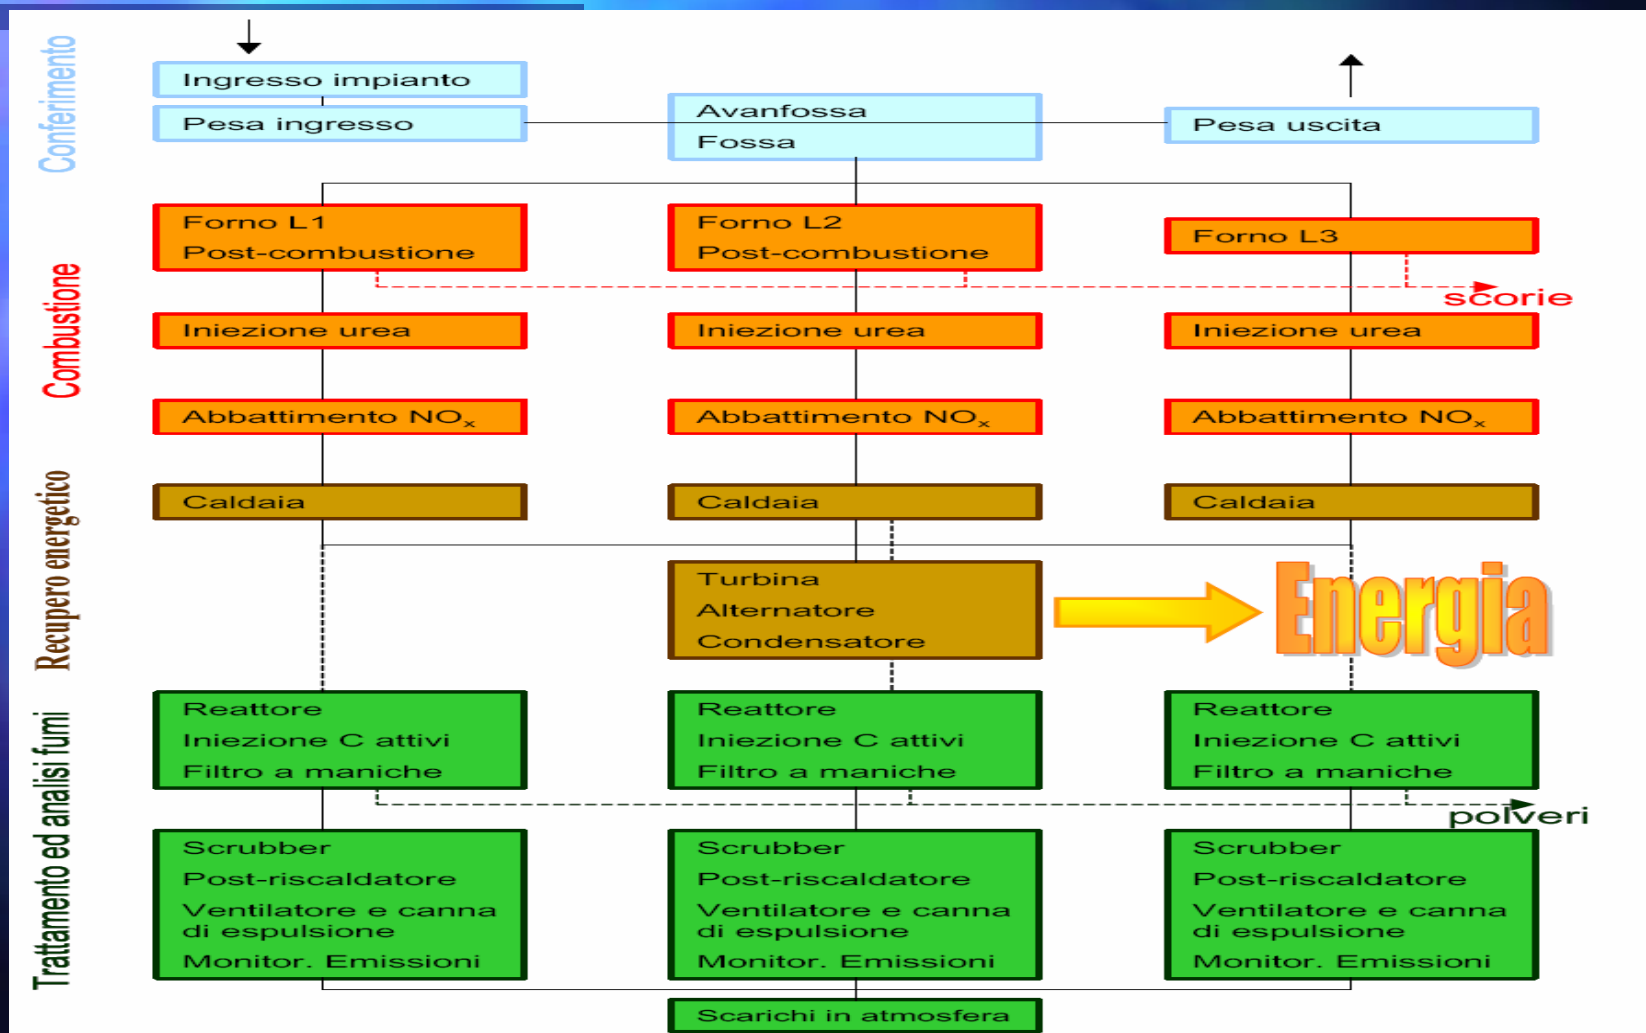 Conferimento
Ingresso impianto
Pesa ingresso
Avanfossa
Fossa
Pesa uscita
Combustione
Forno L1
Post-combustione
Forno L2
Post-combustione
Forno L3
scorie
Iniezione urea
Iniezione urea
Iniezione urea
Abbattimento NOx
Abbattimento NOx
Abbattimento NOx
Recupero energetico
Caldaia
Caldaia
Caldaia
Turbina
Alternatore
Condensatore
Energia
Trattamento ed analisi fumi
Reattore
Iniezione C attivi
Filtro a maniche
Reattore
Iniezione C attivi
Filtro a maniche
Reattore
Iniezione C attivi
Filtro a maniche
polveri
Scrubber
Post-riscaldatore
Ventilatore e canna
di espulsione
Monitor. Emissioni
Scrubber
Post-riscaldatore
Ventilatore e canna
di espulsione
Monitor. Emissioni
Scrubber
Post-riscaldatore
Ventilatore e canna
di espulsione
Monitor. Emissioni
Scarichi in atmosfera